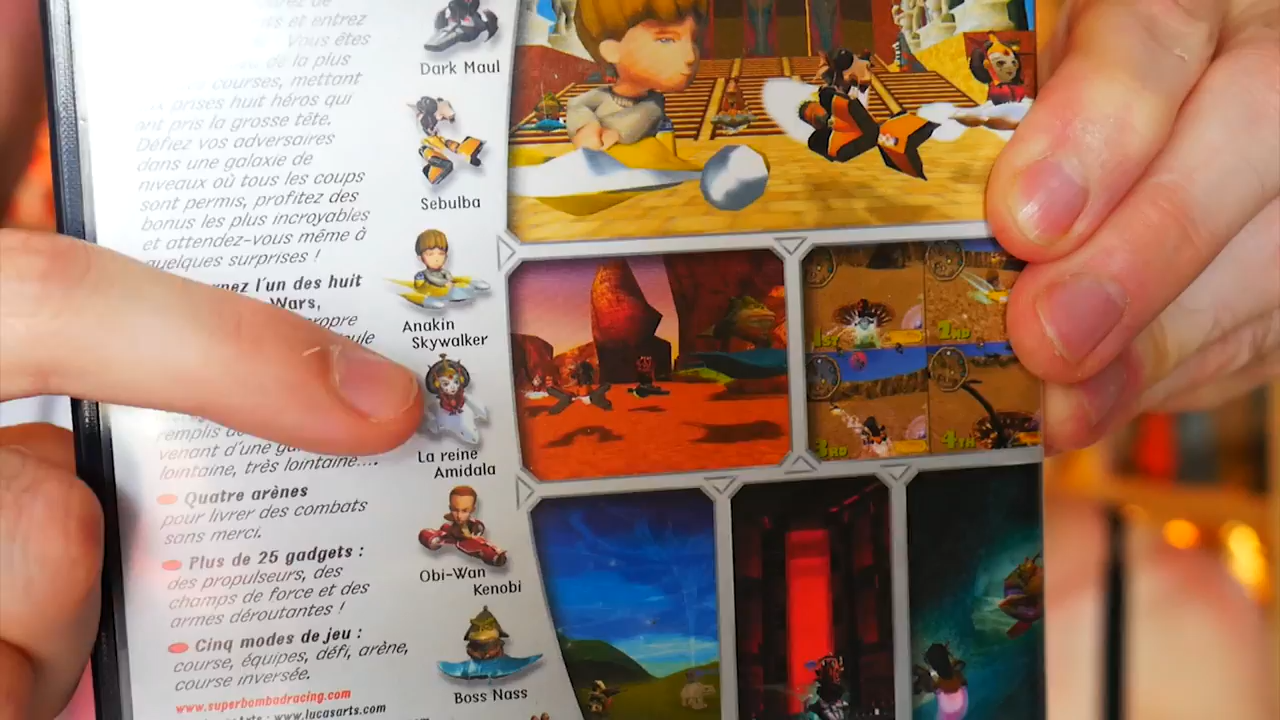 ts et entrez
Vous êtes
de la plus
courses, mettant
prises huit héros qui
ont pris la grosse tête.
Défiez vos adversaires
dans une galaxie de
niveaux où tous les coups
sont permis, profitez des
bonus les plus incroyables
et attendez-vous même à
quelques surprises !
nez l'un des huit
Wars,
propre
venant d'une
lointaine, très lointaine....
Quatre arènes
pour livrer des combats
sans merci.
Plus de 25 gadgets :
des propulseurs, des
champs de force et des
armes déroutantes !
Cinq modes de jeu :
course, équipes, défi, arène,
course inversée.
www.superbombadracing.com
www.lucasarts.com
Dark Maul
Sebulba
Anakin
Skywalker
La reine
Amidala
Obi-Wan
Kenobi
Boss Nass
1ST
2ND
3RD
4TH